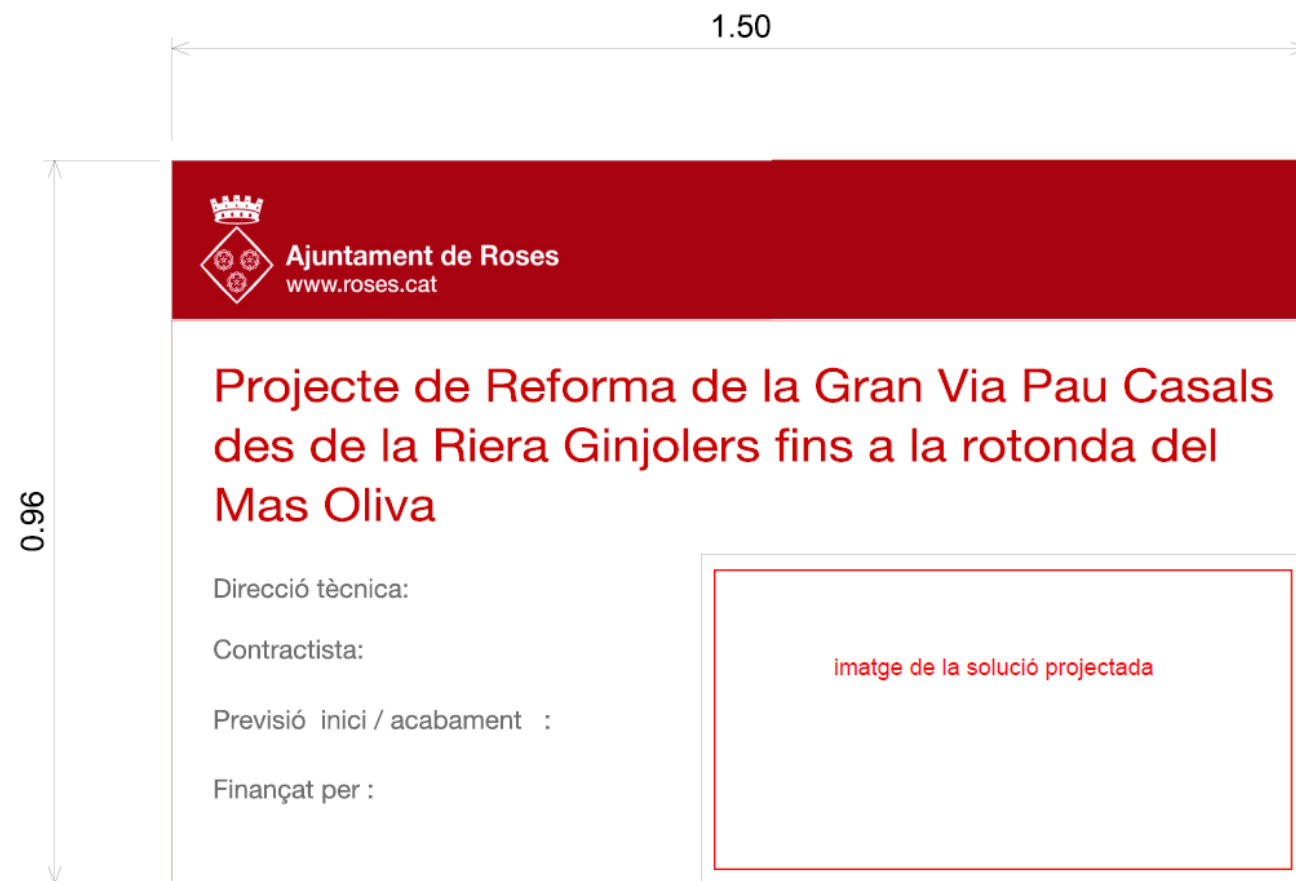 1.50
0.96
Ajuntament de Roses
www.roses.cat
Projecte de Reforma de la Gran Via Pau Casals
des de la Riera Ginjolers fins a la rotonda del
Mas Oliva
Direcció tècnica:
Contractista:
Previsió inici / acabament :
Finançat per :
imatge de la solució projectada